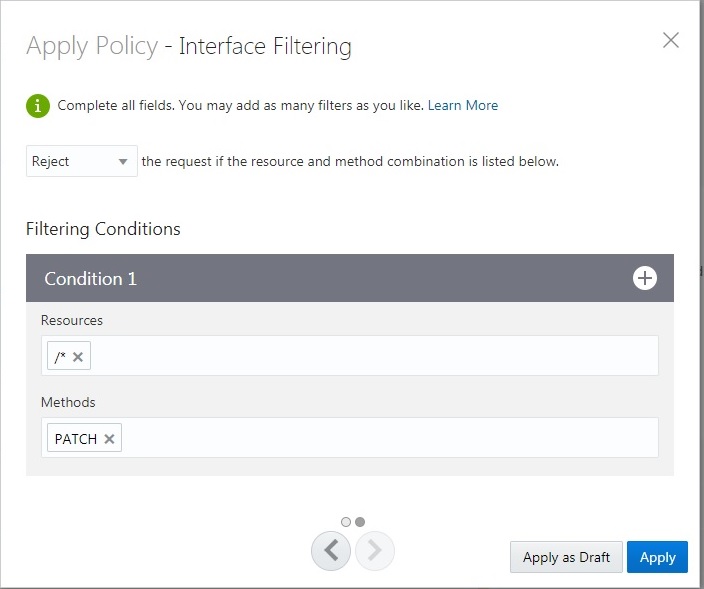 Apply Policy - Interface Filtering
Complete all fields. You may add as many filters as you like. Learn More
Reject the request if the resource and method combination is listed below.
Filtering Conditions
Condition 1
Resources
/*
Methods
PATCH
Apply as Draft Apply